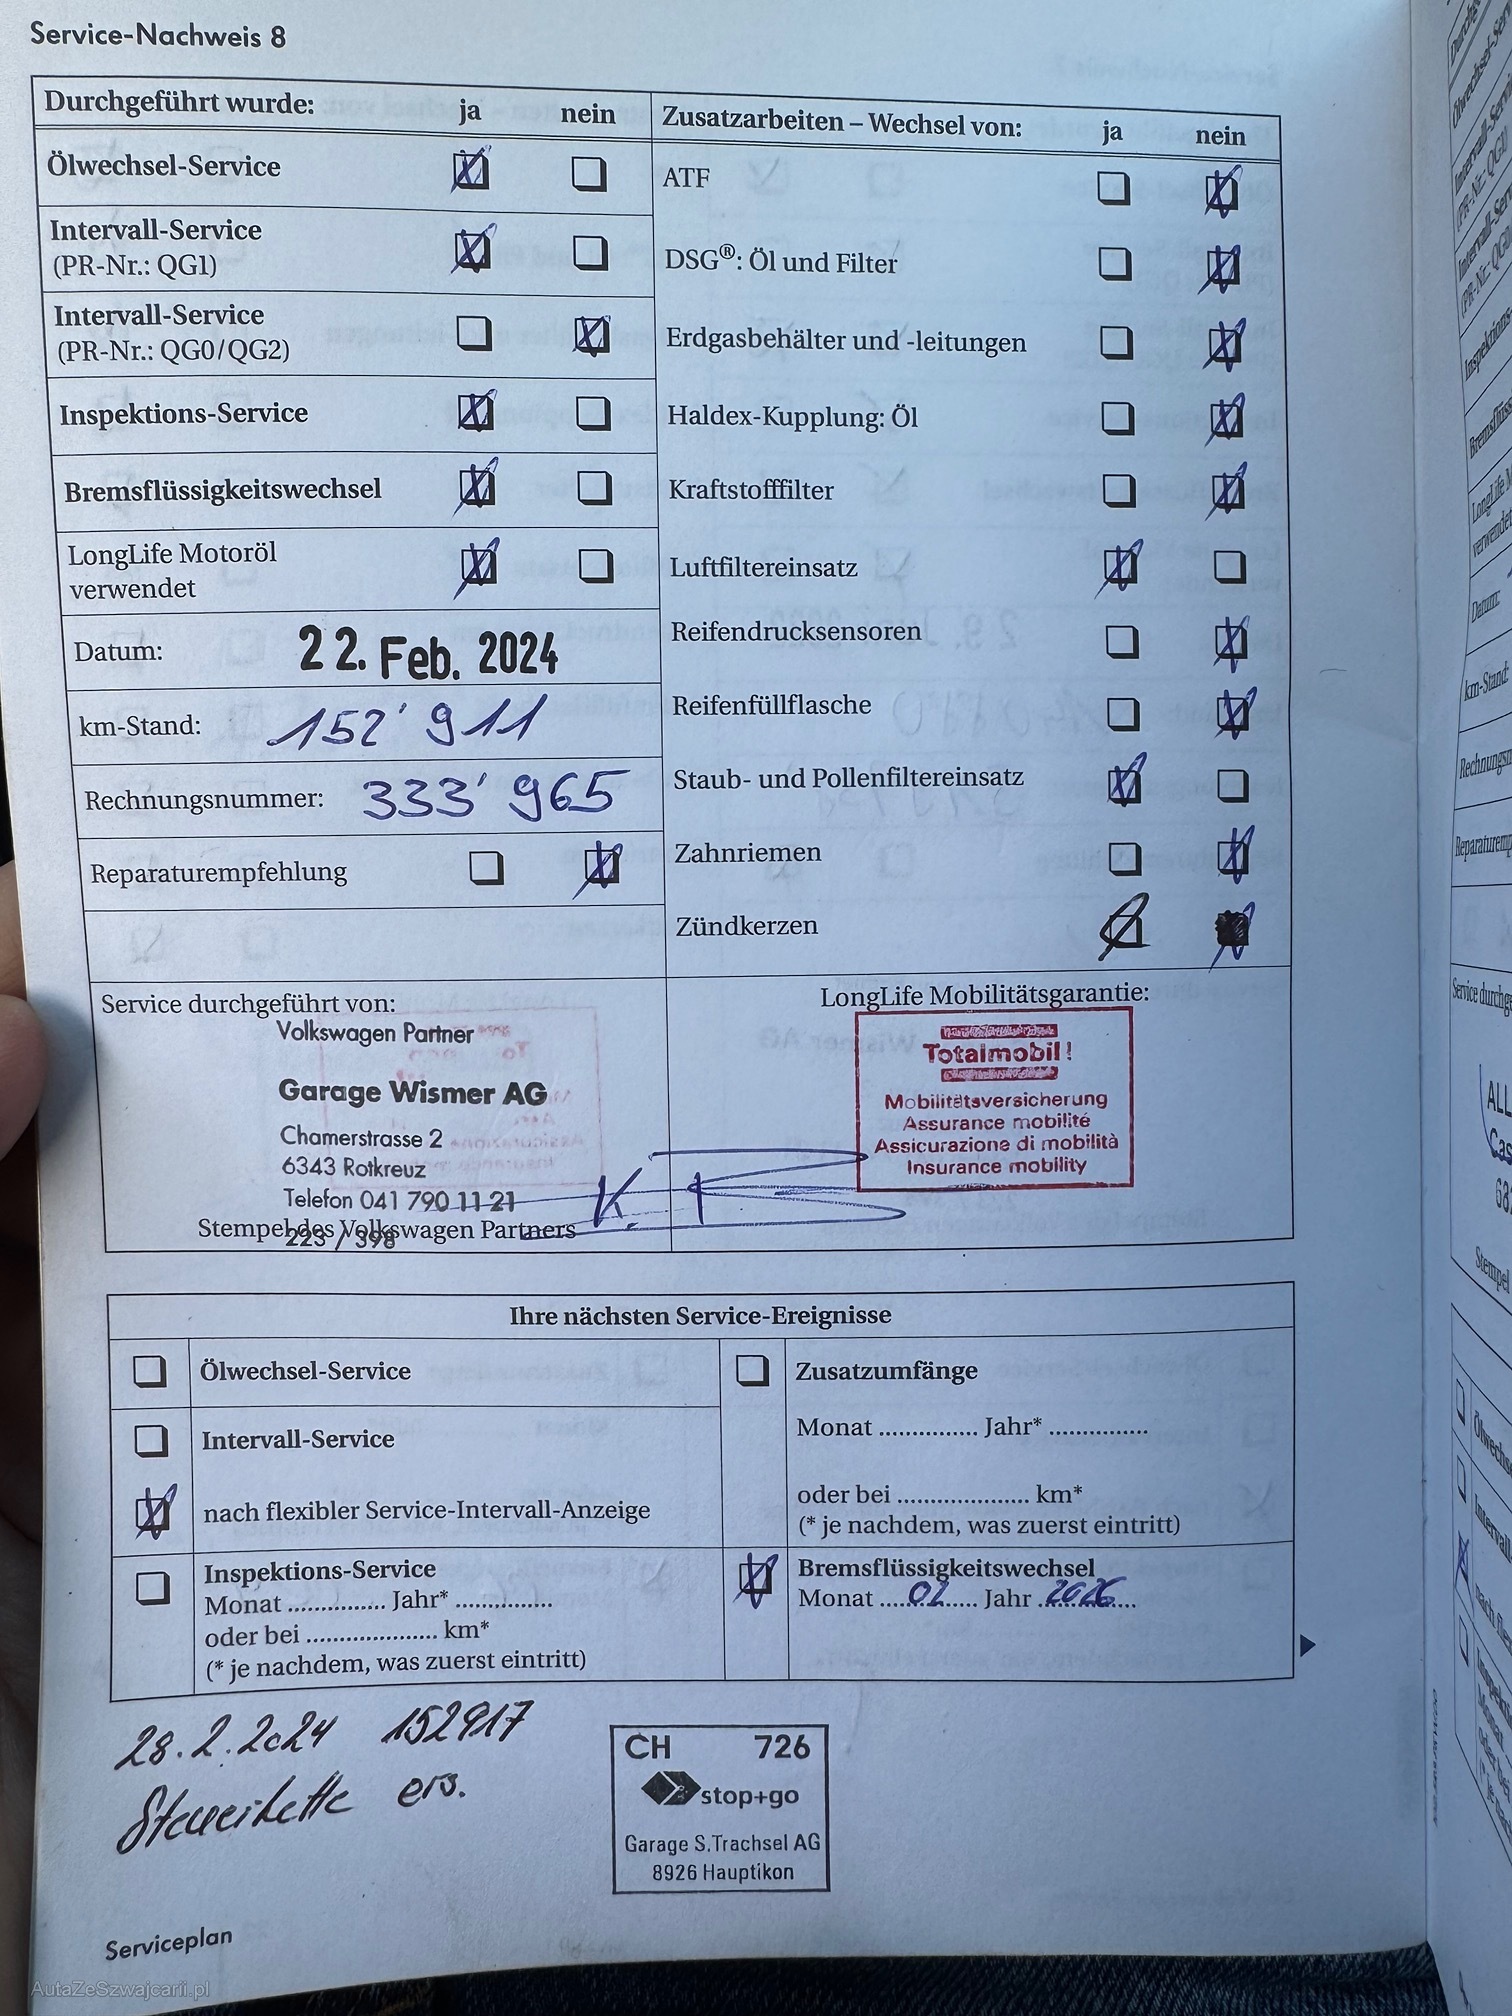 Service-Nachweis 8
Durchgeführt wurde: ja nein
Ölwechsel-Service
Intervall-Service
(PR-Nr.: QG1)
Intervall-Service
(PR-Nr.: QG0/QG2)
Inspektions-Service
Bremsflüssigkeitswechsel
LongLife Motoröl
verwendet
Datum: 22. Feb. 2024
km-Stand: 152' 911
Rechnungsnummer: 333' 965
Reparaturempfehlung
Zusatzarbeiten – Wechsel von: ja nein
ATF
DSG®: Öl und Filter
Erdgasbehälter und -leitungen
Haldex-Kupplung: Öl
Kraftstofffilter
Luftfiltereinsatz
Reifendrucksensoren
Reifenfüllflasche
Staub- und Pollenfiltereinsatz
Zahnriemen
Zündkerzen
Service durchgeführt von:
Volkswagen Partner
Garage Wismer AG
Chamerstrasse 2
6343 Rotkreuz
Telefon 041 790 11 21
223 / 398
Stempel des Volkswagen Partners
LongLife Mobilitätsgarantie:
Totalmobil!
Mobilitätsversicherung
Assurance mobilité
Assicurazione di mobilità
Insurance mobility
Ihre nächsten Service-Ereignisse
Ölwechsel-Service
Intervall-Service
nach flexibler Service-Intervall-Anzeige
Inspektions-Service
Monat ............... Jahr* ...............
oder bei .................... km*
(* je nachdem, was zuerst eintritt)
Zusatzumfänge
Monat ............... Jahr* ...............
oder bei .................... km*
(* je nachdem, was zuerst eintritt)
Bremsflüssigkeitswechsel
Monat 02 Jahr 2026
28.2.2024 152917
Steuerkette ers.
CH 726
stop+go
Garage S.Trachsel AG
8926 Hauptikon
Serviceplan
AutaZeSzwajcarii.pl